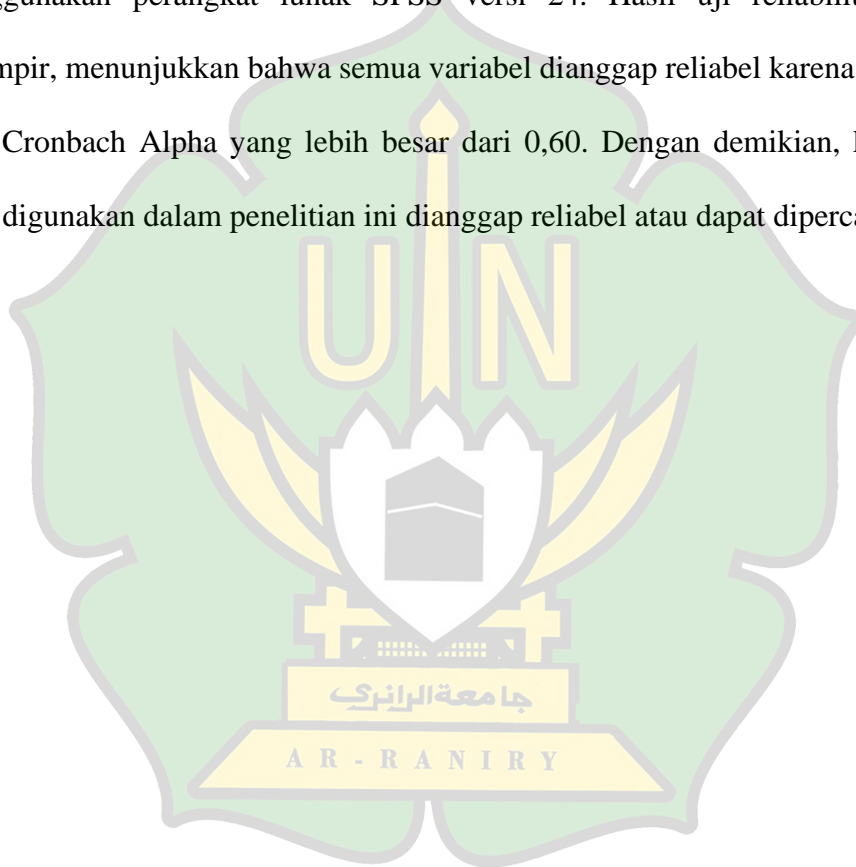 ggunakan perangkat lunak SPSS versi 24. Hasil uji reliabilit
mpir, menunjukkan bahwa semua variabel dianggap reliabel karena
Cronbach Alpha yang lebih besar dari 0,60. Dengan demikian,
digunakan dalam penelitian ini dianggap reliabel atau dapat diperca
UIN
جامعة الرانري
AR-RANIRY